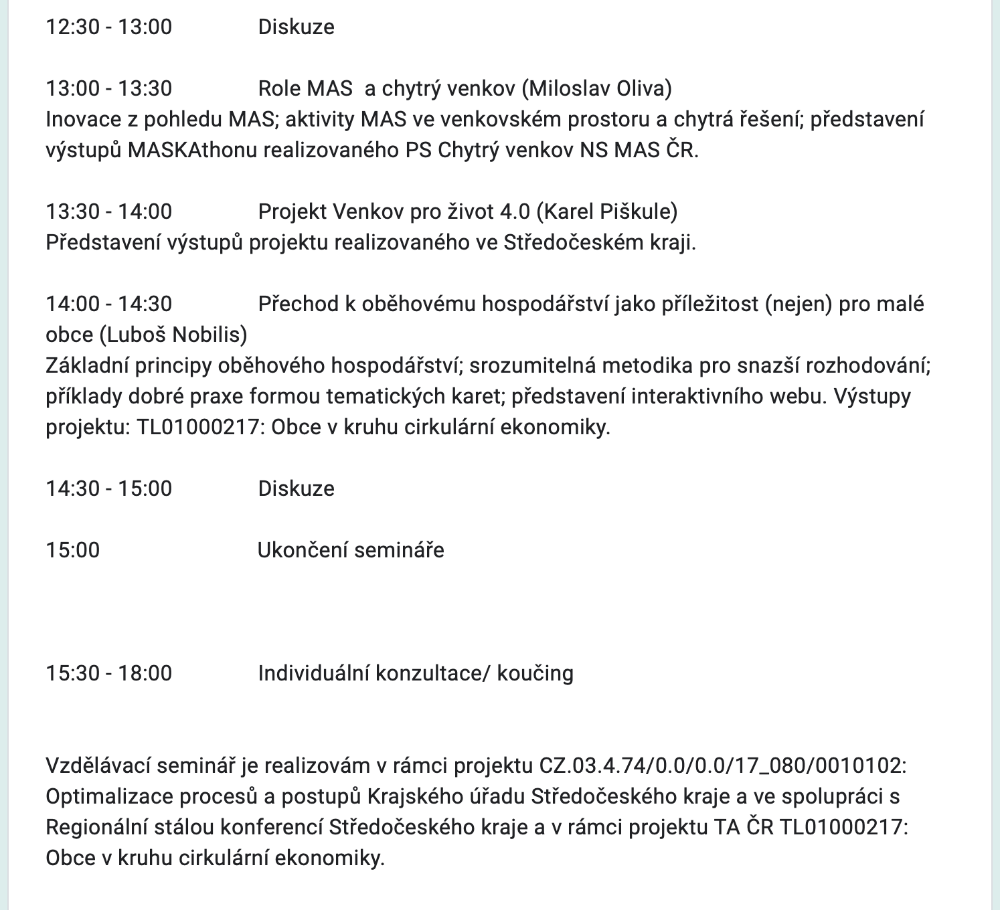 12:30 - 13:00 Diskuze
13:00 - 13:30 Role MAS  a chytrý venkov (Miloslav Oliva)
Inovace z pohledu MAS; aktivity MAS ve venkovském prostoru a chytrá řešení; představení
výstupů MASKAthonu realizovaného PS Chytrý venkov NS MAS ČR.
13:30 - 14:00 Projekt Venkov pro život 4.0 (Karel Piškule)
Představení výstupů projektu realizovaného ve Středočeském kraji.
14:00 - 14:30 Přechod k oběhovému hospodářství jako příležitost (nejen) pro malé
obce (Luboš Nobilis)
Základní principy oběhového hospodářství; srozumitelná metodika pro snazší rozhodování;
příklady dobré praxe formou tematických karet; představení interaktivního webu. Výstupy
projektu: TL01000217: Obce v kruhu cirkulární ekonomiky.
14:30 - 15:00 Diskuze
15:00 Ukončení semináře
15:30 - 18:00 Individuální konzultace/ koučing
Vzdělávací seminář je realizovám v rámci projektu CZ.03.4.74/0.0/0.0/17_080/0010102:
Optimalizace procesů a postupů Krajského úřadu Středočeského kraje a ve spolupráci s
Regionální stálou konferencí Středočeského kraje a v rámci projektu TA ČR TL01000217:
Obce v kruhu cirkulární ekonomiky.